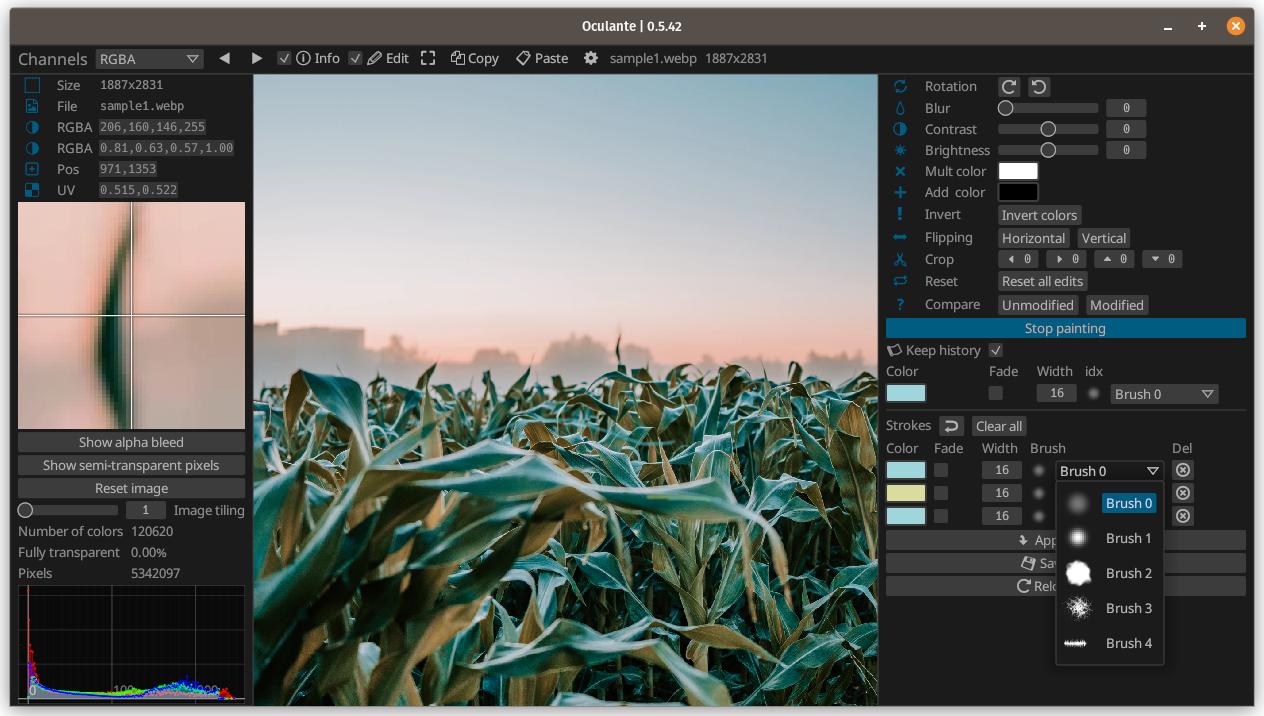 Oculante | 0.5.42
Channels RGBA Info Edit Copy Paste sample1.webp 1887x2831
Size 1887x2831
File sample1.webp
RGBA 206,160,146,255
RGBA 0.81,0.63,0.57,1.00
Pos 971,1353
UV 0.515,0.522
Show alpha bleed
Show semi-transparent pixels
Reset image
1 Image tiling
Number of colors 120620
Fully transparent 0.00%
Pixels 5342097
0 100 200
Rotation
Blur 0
Contrast 0
Brightness 0
Mult color
Add color
Invert Invert colors
Flipping Horizontal Vertical
Crop 0 0 0 0
Reset Reset all edits
Compare Unmodified Modified
Stop painting
Keep history
Color Fade Width idx
16 Brush 0
Strokes Clear all
Color Fade Width Brush Del
16 Brush 0
16
16
Brush 0
Brush 1
Brush 2
Brush 3
Brush 4